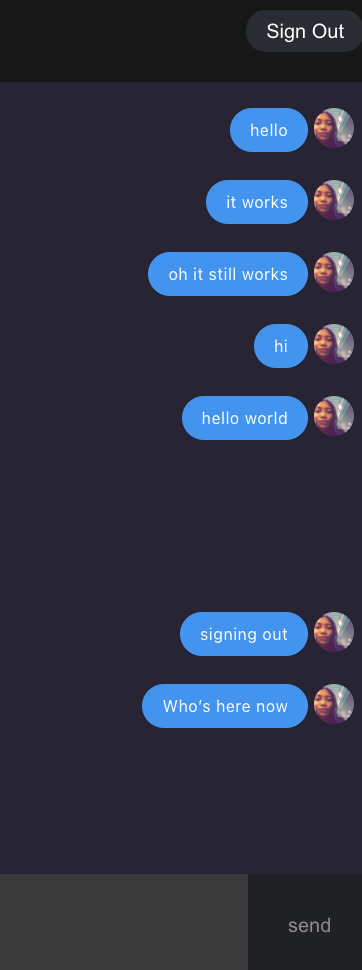 Sign Out
hello
it works
oh it still works
hi
hello world
signing out
Who's here now
send